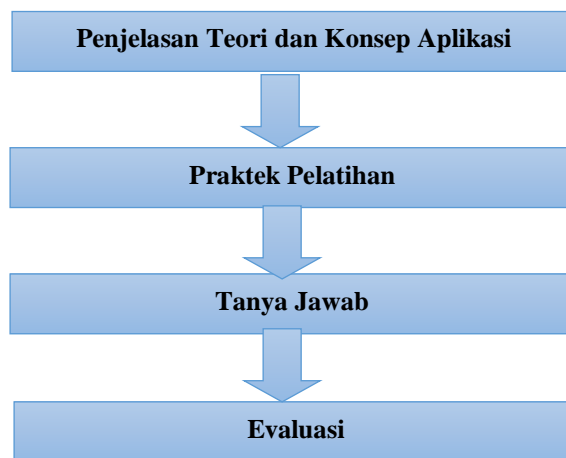 Penjelasan Teori dan Konsep Aplikasi
Praktek Pelatihan
Tanya Jawab
Evaluasi